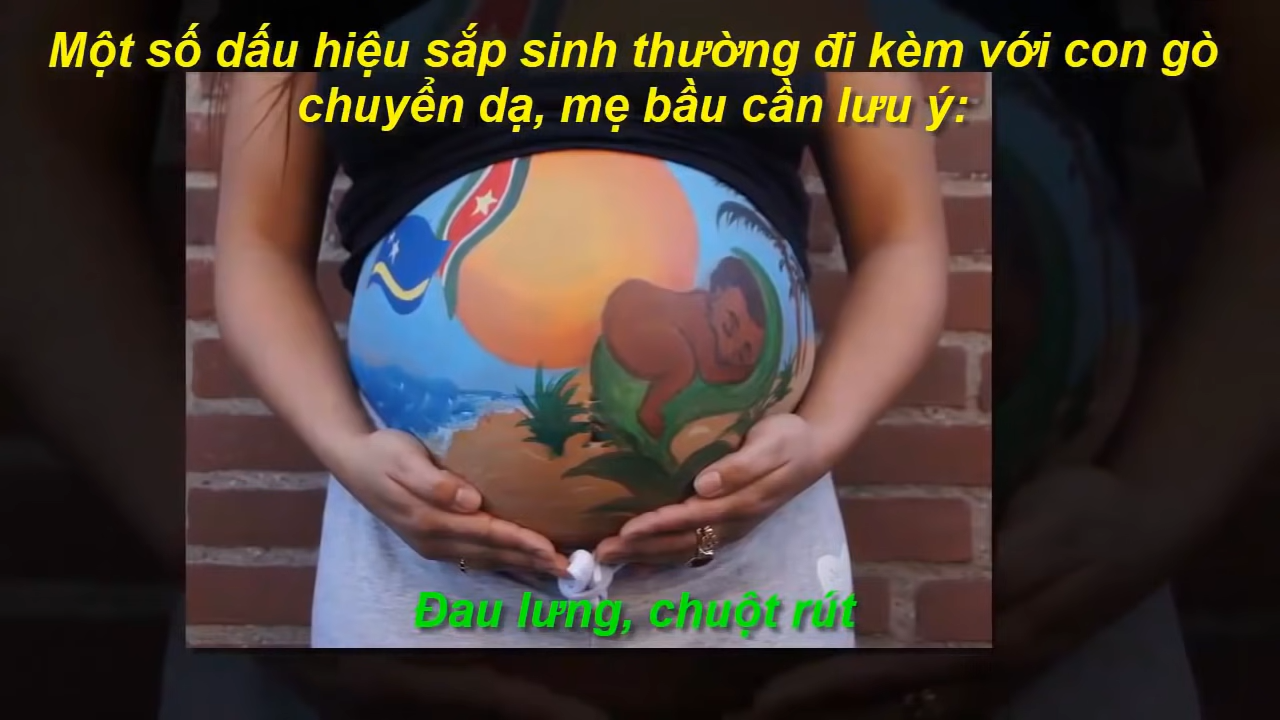 Một số dấu hiệu sắp sinh thường đi kèm với con gò
chuyển dạ, mẹ bầu cần lưu ý:
Đau lưng, chuột rút